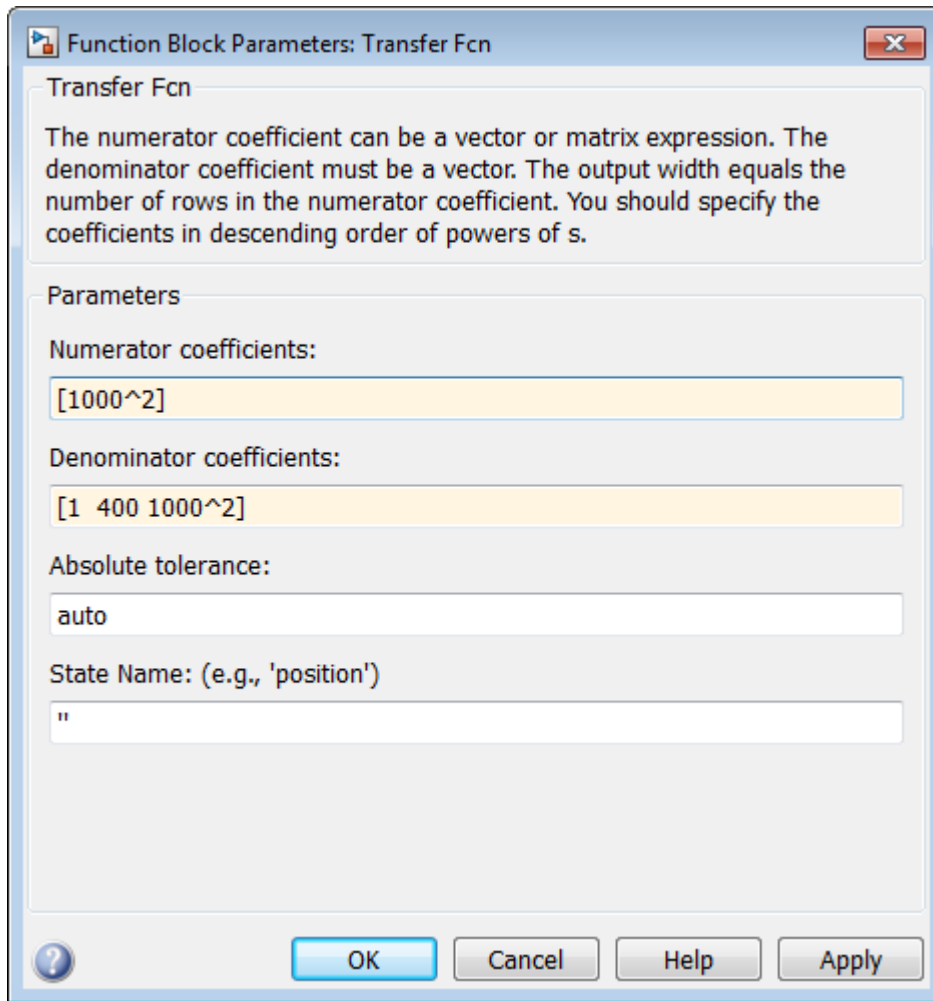 Function Block Parameters: Transfer Fcn
Transfer Fcn
The numerator coefficient can be a vector or matrix expression. The
denominator coefficient must be a vector. The output width equals the
number of rows in the numerator coefficient. You should specify the
coefficients in descending order of powers of s.
Parameters
Numerator coefficients:
[1000^2]
Denominator coefficients:
[1  400 1000^2]
Absolute tolerance:
auto
State Name: (e.g., 'position')
''
OK Cancel Help Apply